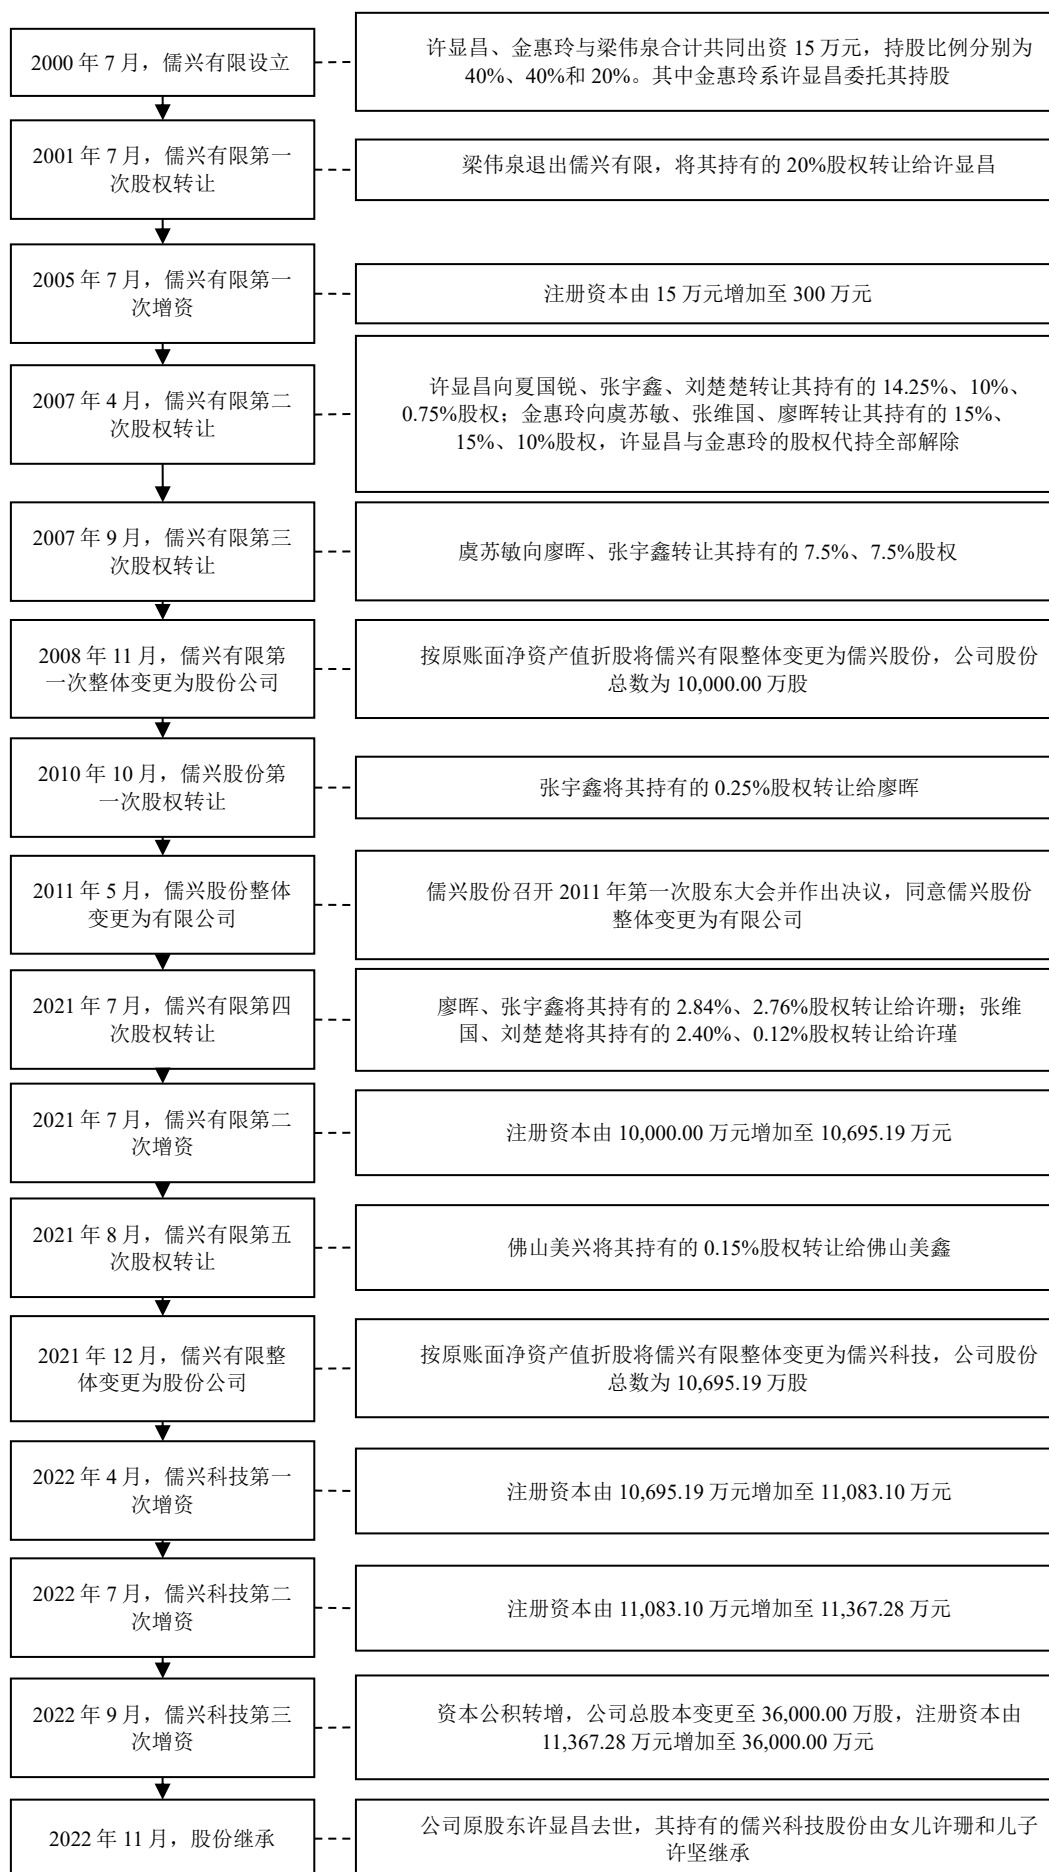 2000 年 7 月，儒兴有限设立
许显昌、金惠玲与梁伟泉合计共同出资 15 万元，持股比例分别为
40%、40%和 20%。其中金惠玲系许显昌委托其持股
2001 年 7 月，儒兴有限第一
次股权转让
梁伟泉退出儒兴有限，将其持有的 20%股权转让给许显昌
2005 年 7 月，儒兴有限第一
次增资
注册资本由 15 万元增加至 300 万元
2007 年 4 月，儒兴有限第二
次股权转让
许显昌向夏国锐、张宇鑫、刘楚楚转让其持有的 14.25%、10%、
0.75%股权；金惠玲向虞苏敏、张维国、廖晖转让其持有的 15%、
15%、10%股权，许显昌与金惠玲的股权代持全部解除
2007 年 9 月，儒兴有限第三
次股权转让
虞苏敏向廖晖、张宇鑫转让其持有的 7.5%、7.5%股权
2008 年 11 月，儒兴有限第
一次整体变更为股份公司
按原账面净资产值折股将儒兴有限整体变更为儒兴股份，公司股份
总数为 10,000.00 万股
2010 年 10 月，儒兴股份第
一次股权转让
张宇鑫将其持有的 0.25%股权转让给廖晖
2011 年 5 月，儒兴股份整体
变更为有限公司
儒兴股份召开 2011 年第一次股东大会并作出决议，同意儒兴股份
整体变更为有限公司
2021 年 7 月，儒兴有限第四
次股权转让
廖晖、张宇鑫将其持有的 2.84%、2.76%股权转让给许珊；张维
国、刘楚楚将其持有的 2.40%、0.12%股权转让给许瑾
2021 年 7 月，儒兴有限第二
次增资
注册资本由 10,000.00 万元增加至 10,695.19 万元
2021 年 8 月，儒兴有限第五
次股权转让
佛山美兴将其持有的 0.15%股权转让给佛山美鑫
2021 年 12 月，儒兴有限整
体变更为股份公司
按原账面净资产值折股将儒兴有限整体变更为儒兴科技，公司股份
总数为 10,695.19 万股
2022 年 4 月，儒兴科技第一
次增资
注册资本由 10,695.19 万元增加至 11,083.10 万元
2022 年 7 月，儒兴科技第二
次增资
注册资本由 11,083.10 万元增加至 11,367.28 万元
2022 年 9 月，儒兴科技第三
次增资
资本公积转增，公司总股本变更至 36,000.00 万股，注册资本由
11,367.28 万元增加至 36,000.00 万元
2022 年 11 月，股份继承
公司原股东许显昌去世，其持有的儒兴科技股份由女儿许珊和儿子
许坚继承